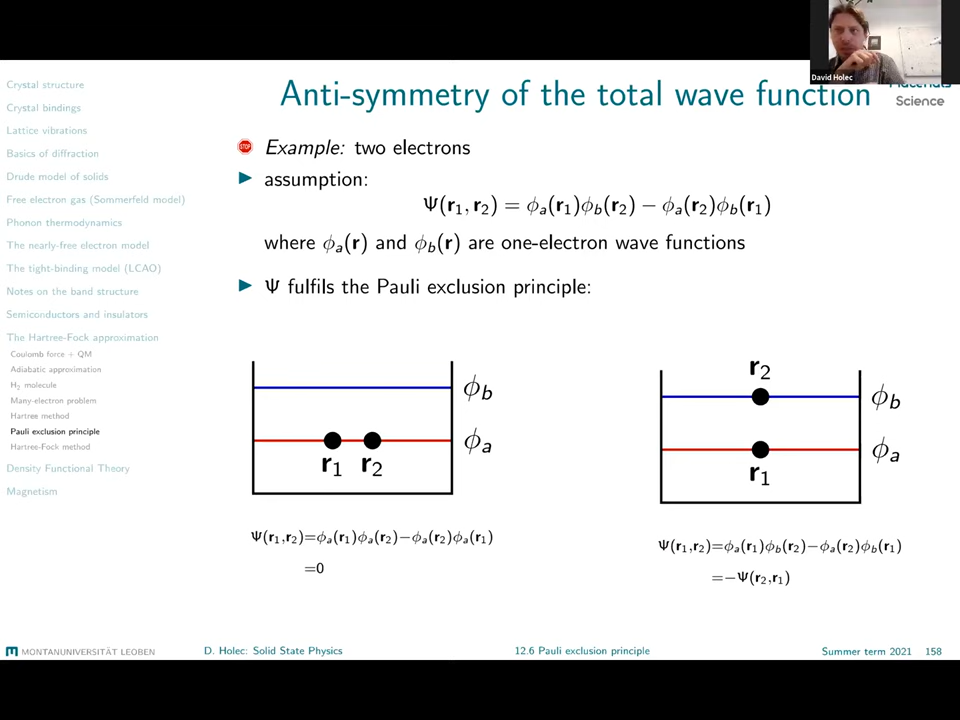 David Holec
Materials
Science
Crystal structure
Crystal bindings
Lattice vibrations
Basics of diffraction
Drude model of solids
Free electron gas (Sommerfeld model)
Phonon thermodynamics
The nearly-free electron model
The tight-binding model (LCAO)
Notes on the band structure
Semiconductors and insulators
The Hartree-Fock approximation
Coulomb force + QM
Adiabatic approximation
H₂ molecule
Many-electron problem
Hartree method
Pauli exclusion principle
Hartree-Fock method
Density Functional Theory
Magnetism
Anti-symmetry of the total wave function
STOP
Example: two electrons
▶ assumption:
Ψ(r₁, r₂) = ϕₐ(r₁)ϕ_b(r₂) − ϕₐ(r₂)ϕ_b(r₁)
where ϕₐ(r) and ϕ_b(r) are one-electron wave functions
▶ Ψ fulfils the Pauli exclusion principle:
ϕ_b
ϕₐ
r₁ r₂
Ψ(r₁,r₂)=ϕₐ(r₁)ϕₐ(r₂)−ϕₐ(r₂)ϕₐ(r₁)
=0
r₂
ϕ_b
ϕₐ
r₁
Ψ(r₁,r₂)=ϕₐ(r₁)ϕ_b(r₂)−ϕₐ(r₂)ϕ_b(r₁)
=−Ψ(r₂,r₁)
MONTANUNIVERSITÄT LEOBEN
D. Holec: Solid State Physics
12.6 Pauli exclusion principle
Summer term 2021 158